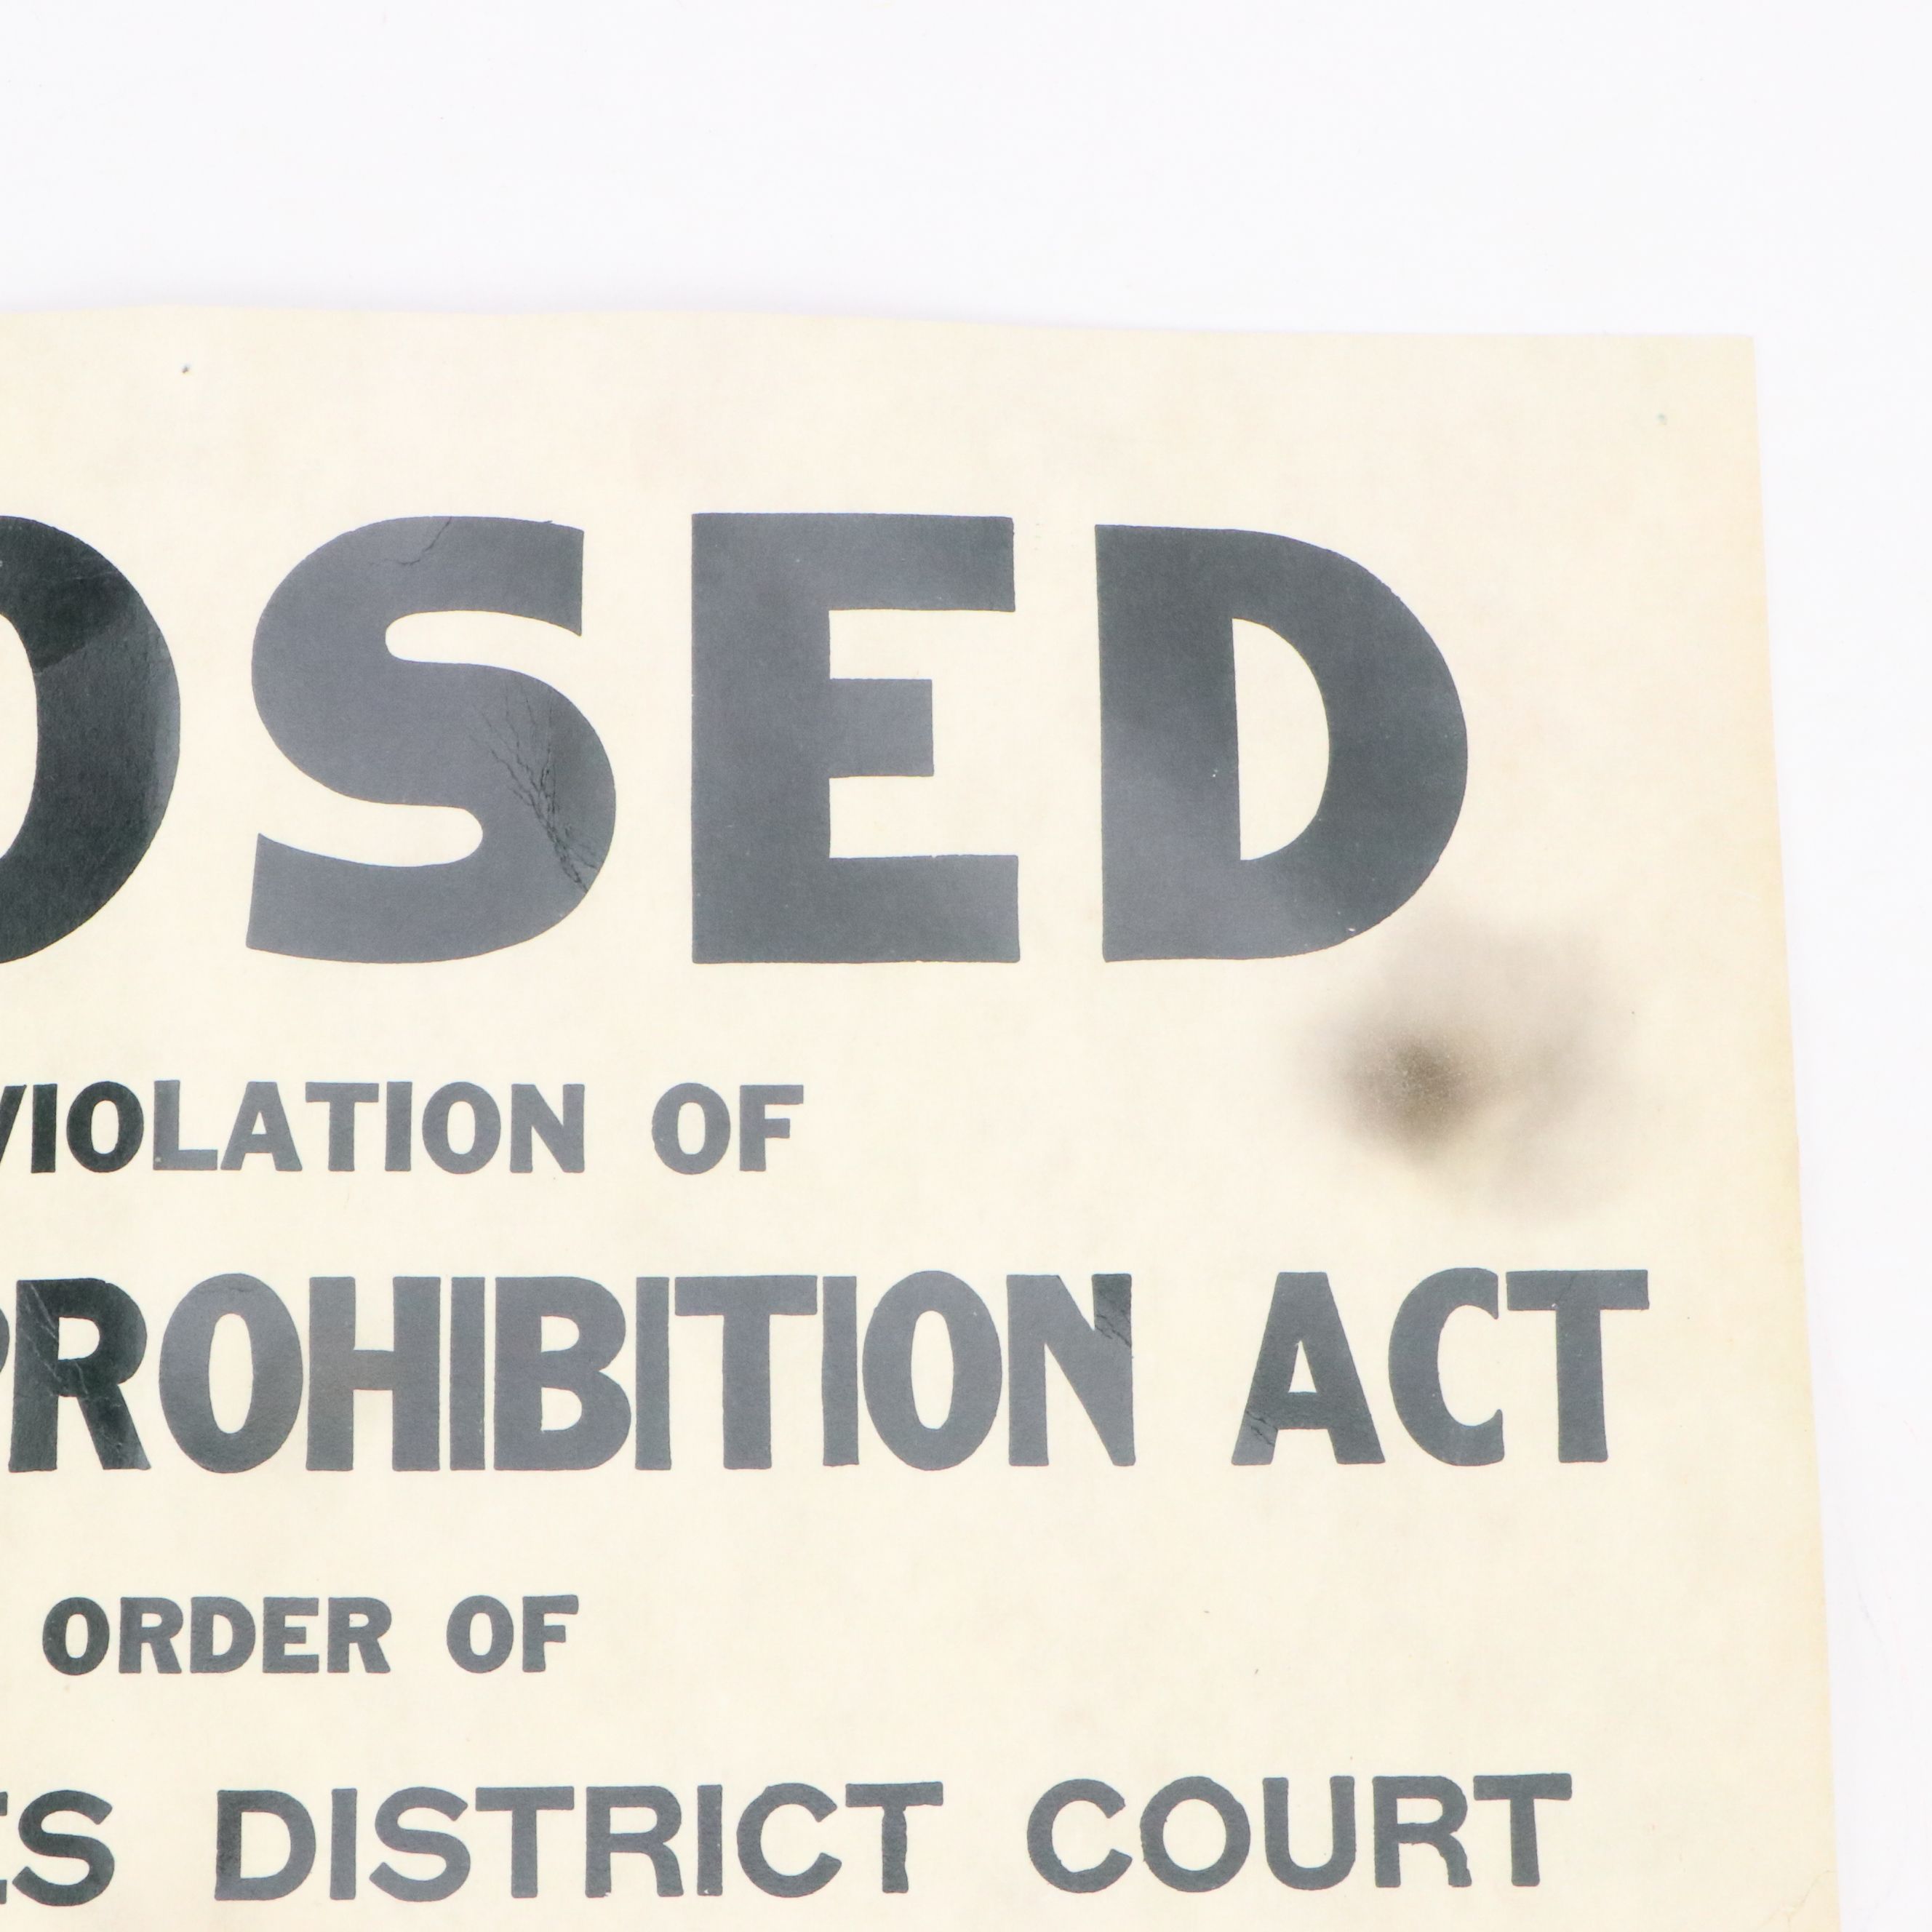 OSED
VIOLATION OF
PROHIBITION ACT
ORDER OF
ES DISTRICT COURT